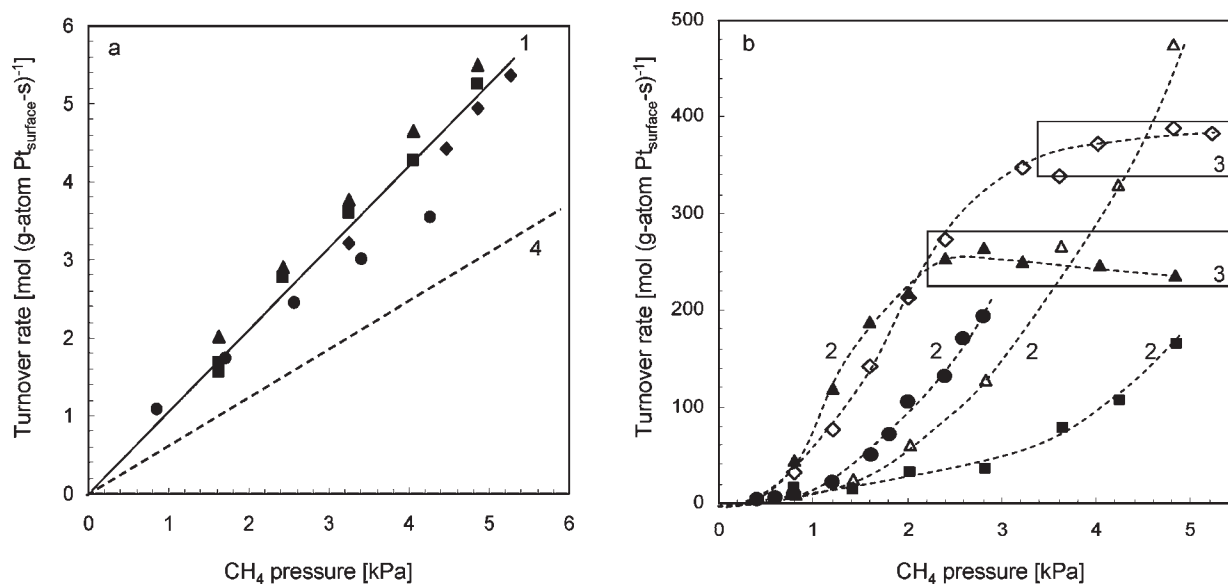 a
1
4
6
5
4
3
2
1
0
0 1 2 3 4 5 6
Turnover rate [mol (g-atom Pt_surface-s)⁻¹
CH₄ pressure [kPa]
b
500
400
300
200
100
0
0 1 2 3 4 5
3
3
2 2 2 2
Turnover rate [mol (g-atom Pt_surface-s)⁻¹
CH₄ pressure [kPa]